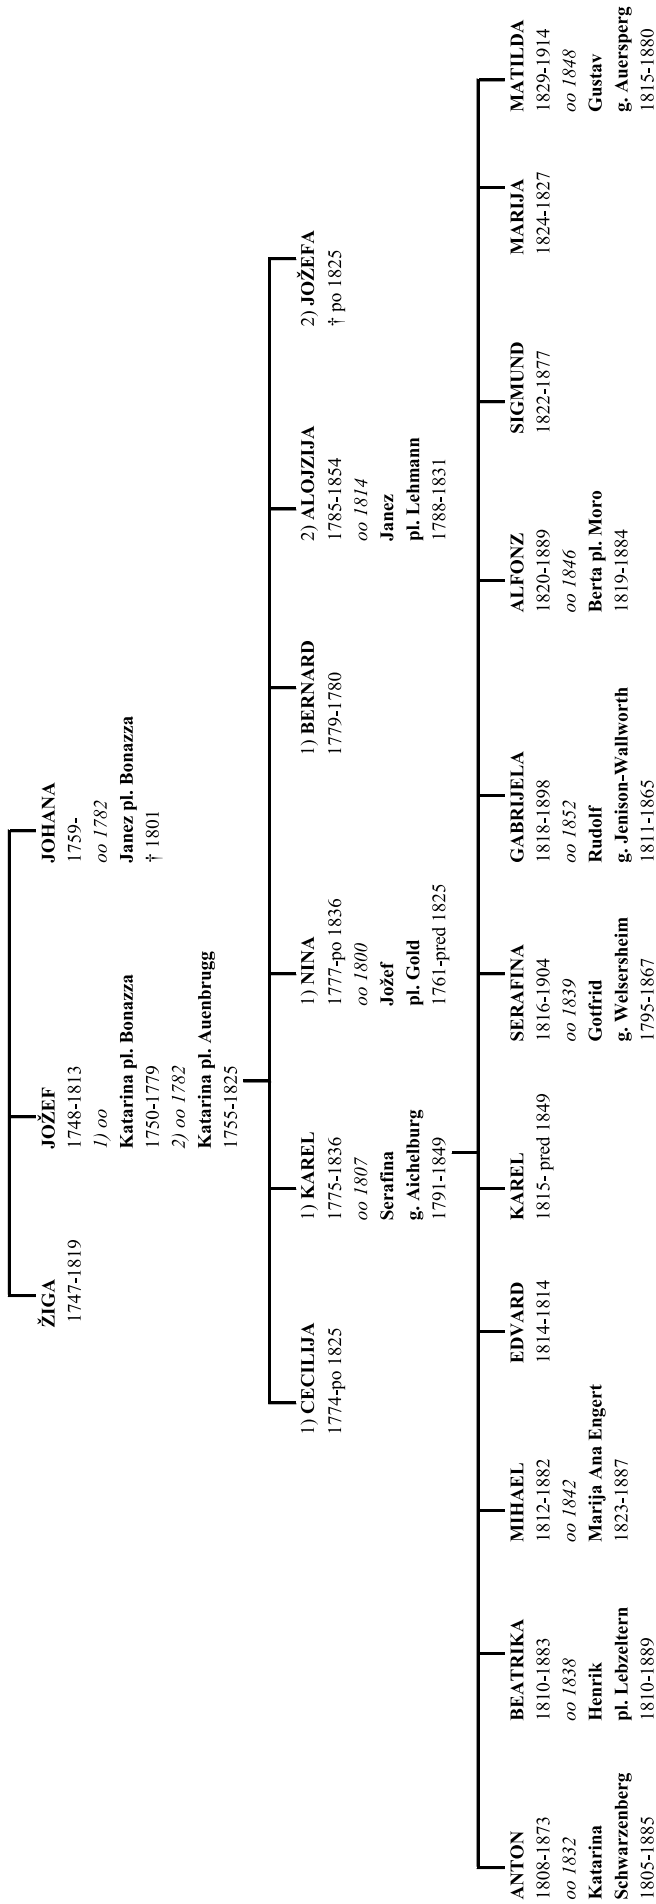 ŽIGA
1747-1819
JOŽEF
1748-1813
1) oo
Katarina pl. Bonazza
1750-1779
2) oo 1782
Katarina pl. Auenbrugg
1755-1825
JOHANA
1759-
oo 1782
Janez pl. Bonazza
† 1801
1) CECILIJA
1774-po 1825
1) KAREL
1775-1836
oo 1807
Serafina
g. Aichelburg
1791-1849
1) NINA
1777-po 1836
oo 1800
Jožef
pl. Gold
1761-pred 1825
1) BERNARD
1779-1780
2) ALOJZIJA
1785-1854
oo 1814
Janez
pl. Lehmann
1788-1831
2) JOŽEFA
† po 1825
ANTON
1808-1873
oo 1832
Katarina
Schwarzenberg
1805-1885
BEATRIKA
1810-1883
oo 1838
Henrik
pl. Lebzeltern
1810-1889
MIHAEL
1812-1882
oo 1842
Marija Ana Engert
1823-1887
EDVARD
1814-1814
KAREL
1815- pred 1849
SERAFINA
1816-1904
oo 1839
Gotfrid
g. Welsersheim
1795-1867
GABRIJELA
1818-1898
oo 1852
Rudolf
g. Jenison-Wallworth
1811-1865
ALFONZ
1820-1889
oo 1846
Berta pl. Moro
1819-1884
SIGMUND
1822-1877
MARIJA
1824-1827
MATILDA
1829-1914
oo 1848
Gustav
g. Auersperg
1815-1880